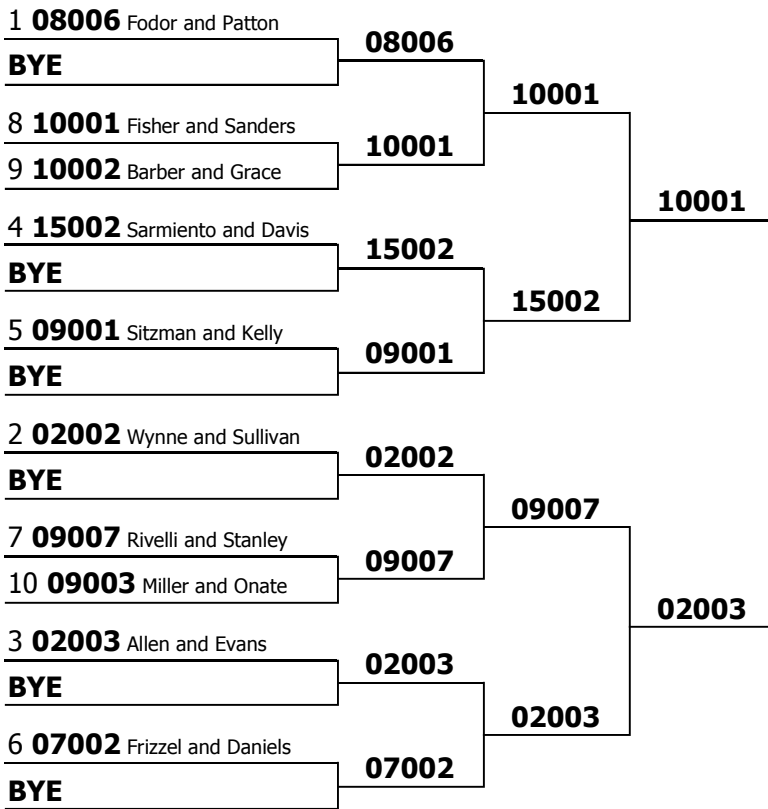 1 08006 Fodor and Patton
BYE
08006
8 10001 Fisher and Sanders
9 10002 Barber and Grace
10001
10001
4 15002 Sarmiento and Davis
BYE
15002
5 09001 Sitzman and Kelly
BYE
09001
15002
10001
2 02002 Wynne and Sullivan
BYE
02002
7 09007 Rivelli and Stanley
10 09003 Miller and Onate
09007
09007
3 02003 Allen and Evans
BYE
02003
6 07002 Frizzel and Daniels
BYE
07002
02003
02003